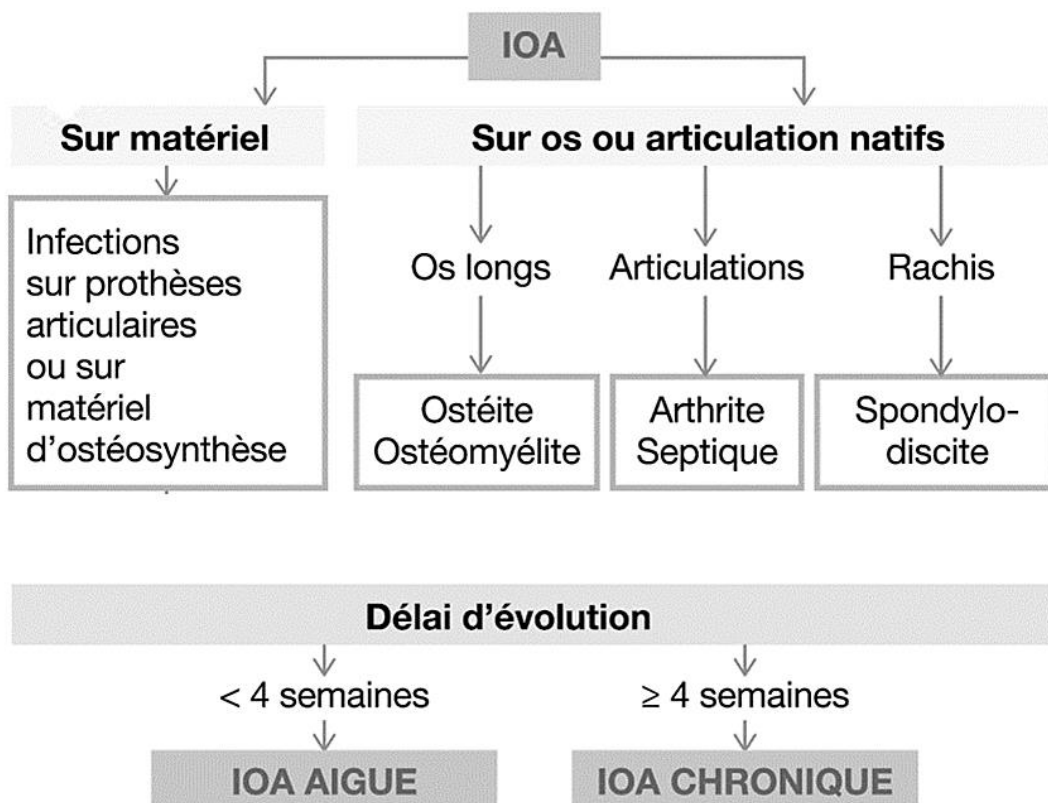 IOA
Sur matériel
Sur os ou articulation natifs
Infections
sur prothèses
articulaires
ou sur
matériel
d'ostéosynthèse
Os longs
Articulations
Rachis
Ostéite
Ostéomyélite
Arthrite
Septique
Spondylo-
discite
Délai d'évolution
< 4 semaines
≥ 4 semaines
IOA AIGUE
IOA CHRONIQUE